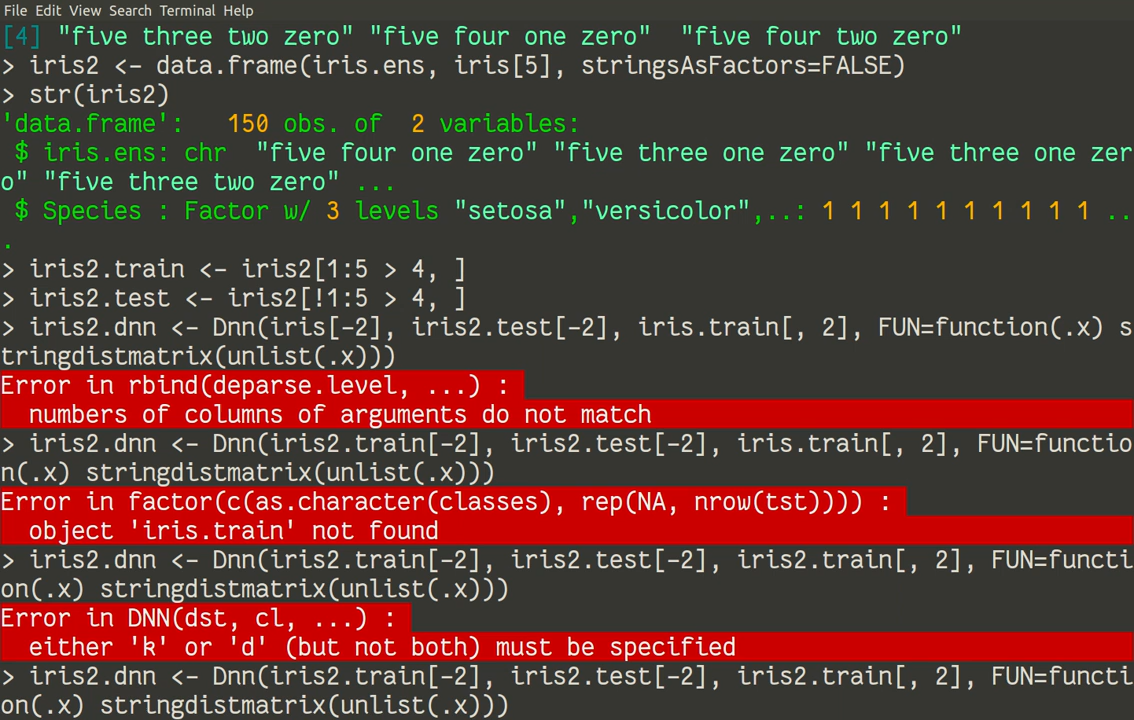 File Edit View Search Terminal Help
[4] "five three two zero" "five four one zero"  "five four two zero"
> iris2 <- data.frame(iris.ens, iris[5], stringsAsFactors=FALSE)
> str(iris2)
'data.frame':   150 obs. of  2 variables:
 $ iris.ens: chr  "five four one zero" "five three one zero" "five three one zer
o" "five three two zero" ...
 $ Species : Factor w/ 3 levels "setosa","versicolor",..: 1 1 1 1 1 1 1 1 1 1 ..
.
> iris2.train <- iris2[1:5 > 4, ]
> iris2.test <- iris2[!1:5 > 4, ]
> iris2.dnn <- Dnn(iris[-2], iris2.test[-2], iris.train[, 2], FUN=function(.x) s
tringdistmatrix(unlist(.x)))
Error in rbind(deparse.level, ...) :
  numbers of columns of arguments do not match
> iris2.dnn <- Dnn(iris2.train[-2], iris2.test[-2], iris.train[, 2], FUN=functio
n(.x) stringdistmatrix(unlist(.x)))
Error in factor(c(as.character(classes), rep(NA, nrow(tst)))) :
  object 'iris.train' not found
> iris2.dnn <- Dnn(iris2.train[-2], iris2.test[-2], iris2.train[, 2], FUN=functi
on(.x) stringdistmatrix(unlist(.x)))
Error in DNN(dst, cl, ...) :
  either 'k' or 'd' (but not both) must be specified
> iris2.dnn <- Dnn(iris2.train[-2], iris2.test[-2], iris2.train[, 2], FUN=functi
on(.x) stringdistmatrix(unlist(.x)))